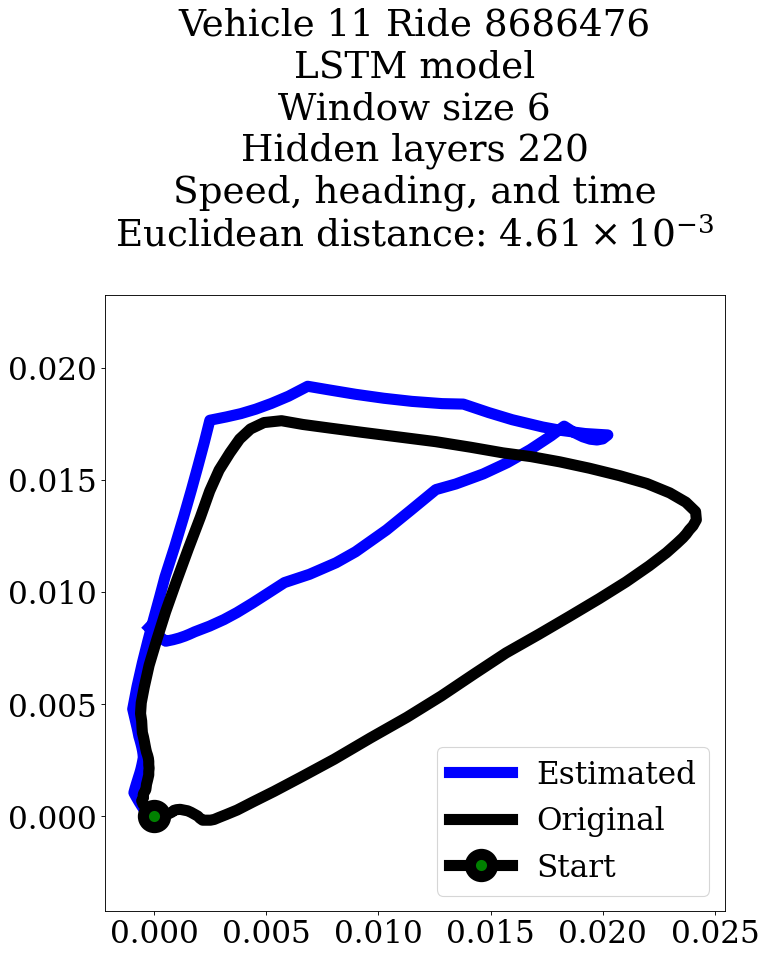 Vehicle 11 Ride 8686476
LSTM model
Window size 6
Hidden layers 220
Speed, heading, and time
Euclidean distance: 4.61 × 10⁻³
0.020
0.015
0.010
0.005
0.000
Estimated
Original
Start
0.000 0.005 0.010 0.015 0.020 0.025